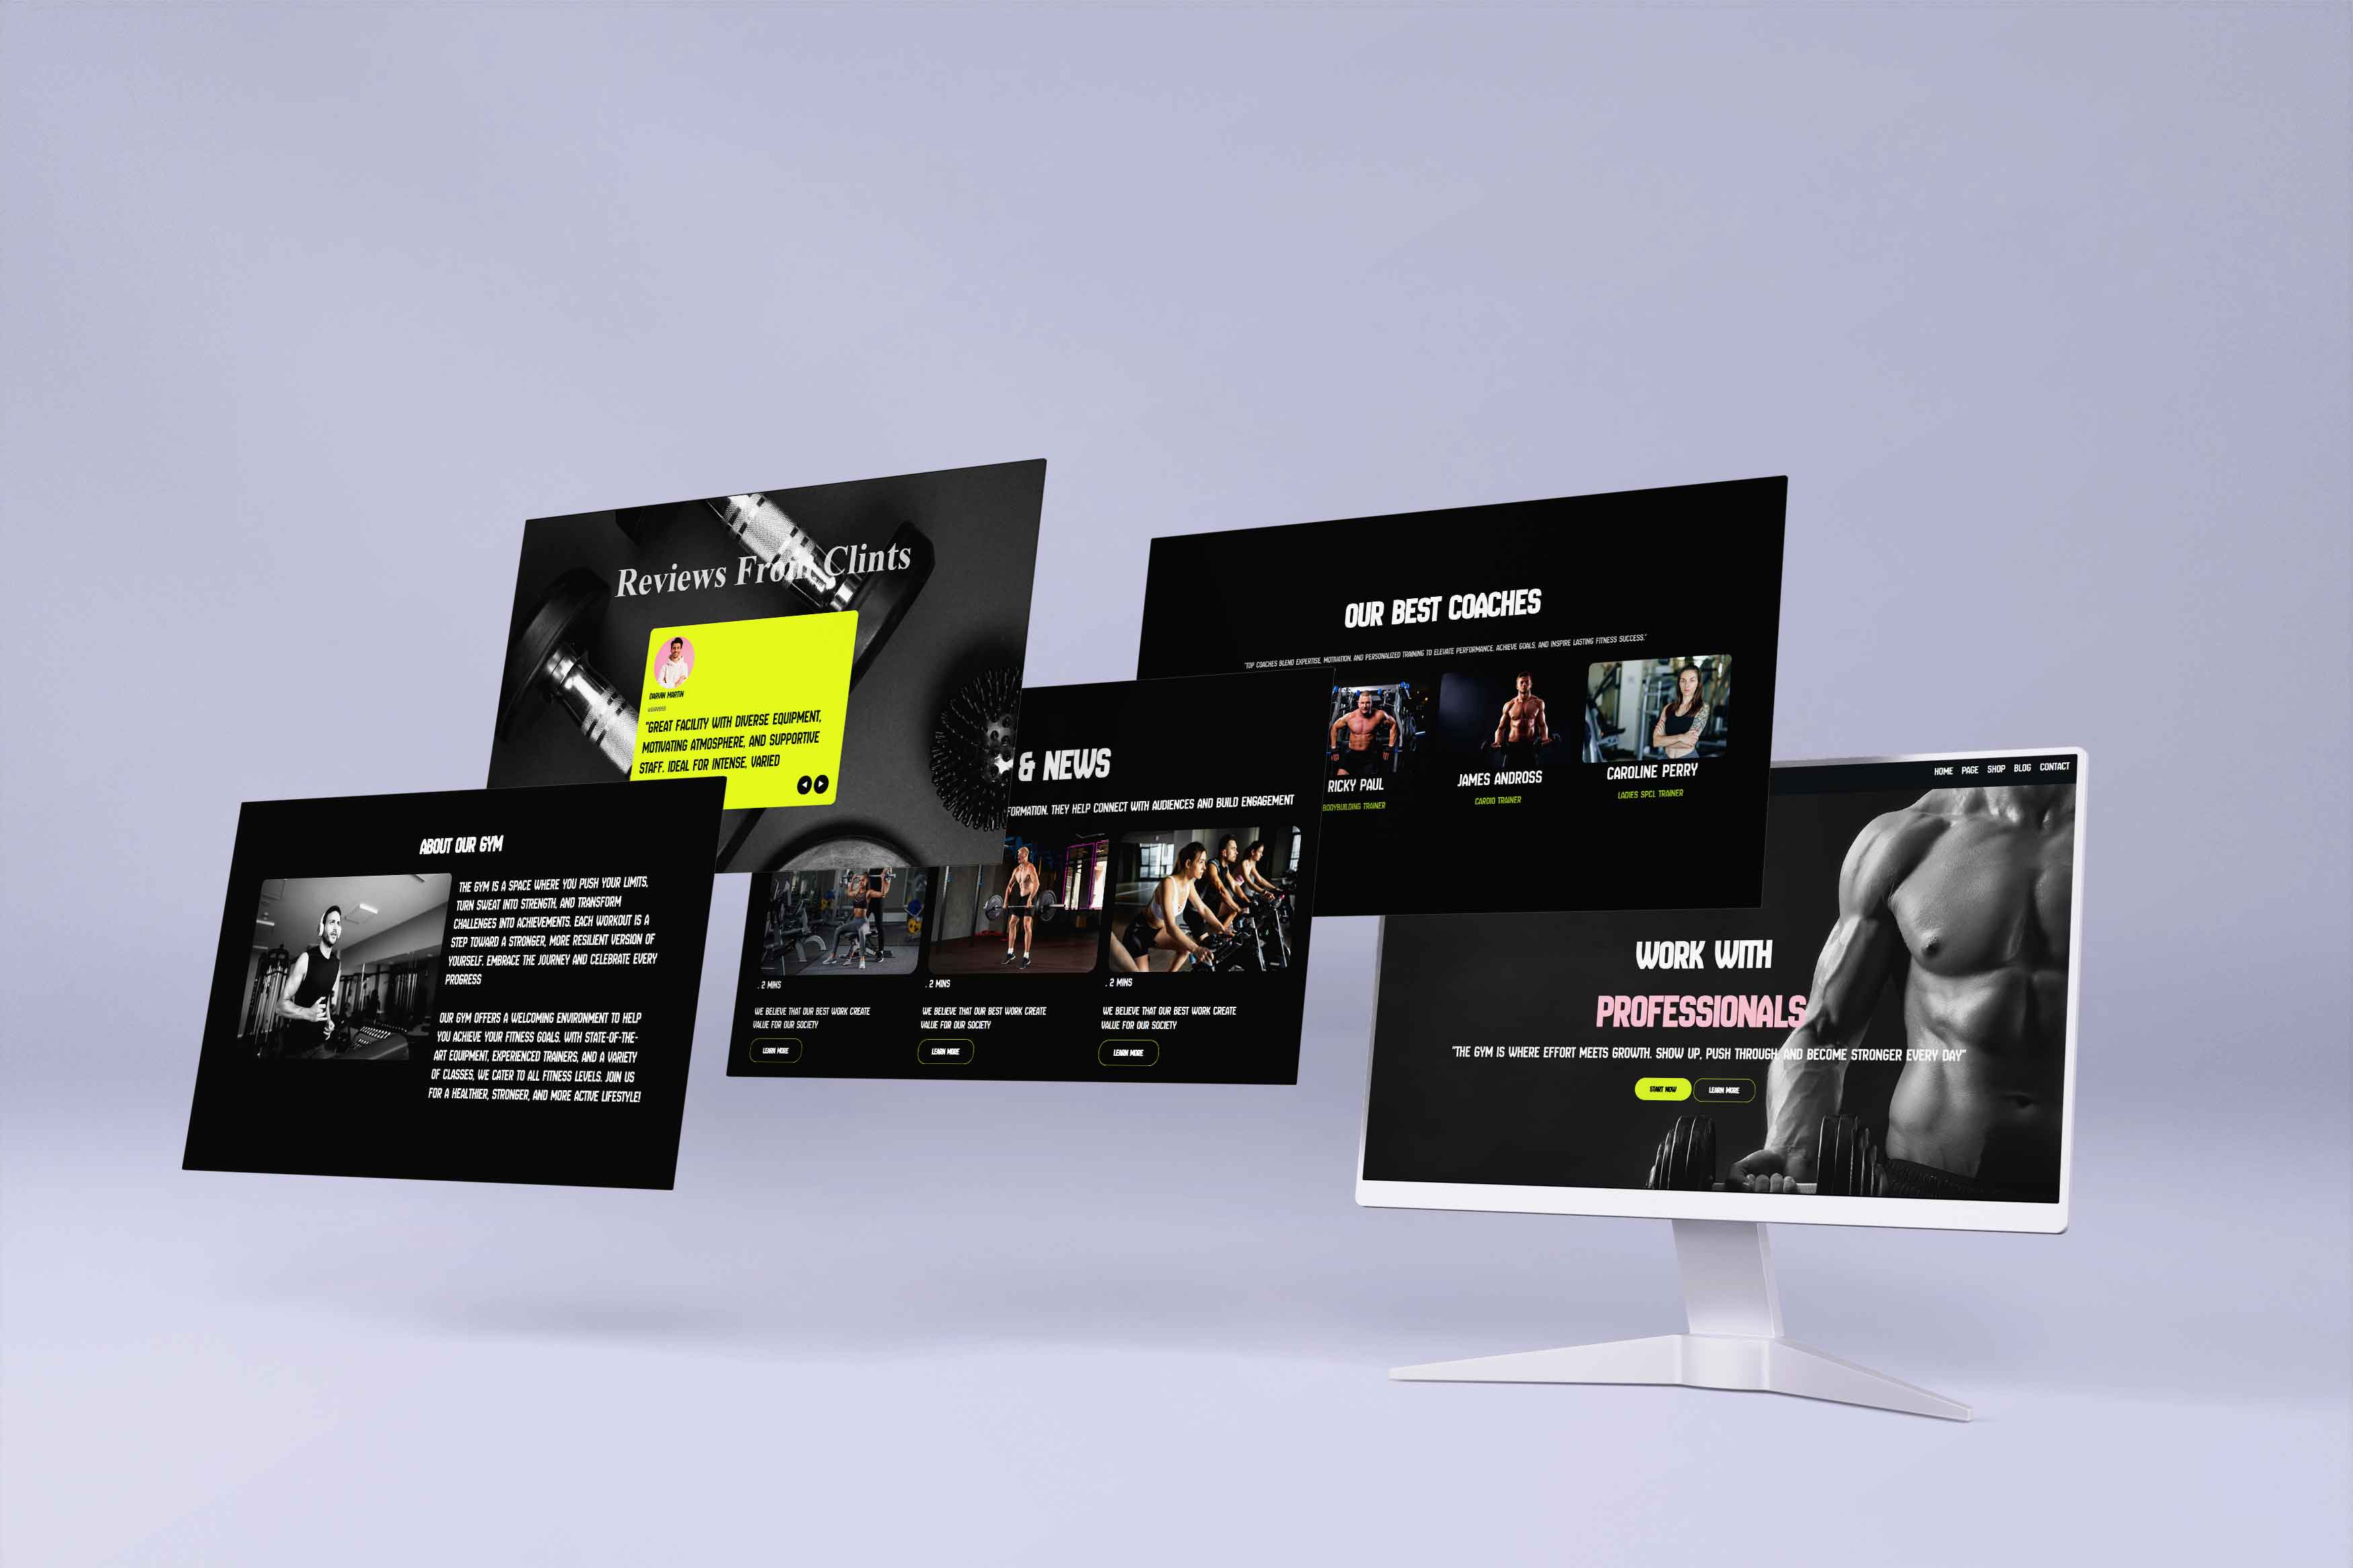 Reviews From Clints
DARVIN MARTIN
"GREAT FACILITY WITH DIVERSE EQUIPMENT,
MOTIVATING ATMOSPHERE, AND SUPPORTIVE
STAFF. IDEAL FOR INTENSE, VARIED
OUR BEST COACHES
"TOP COACHES BLEND EXPERTISE, MOTIVATION, AND PERSONALIZED TRAINING TO ELEVATE PERFORMANCE, ACHIEVE GOALS, AND INSPIRE LASTING FITNESS SUCCESS."
RICKY PAUL
BODYBUILDING TRAINER
JAMES ANDROSS
CARDIO TRAINER
CAROLINE PERRY
LADIES SPCL TRAINER
& NEWS
FORMATION. THEY HELP CONNECT WITH AUDIENCES AND BUILD ENGAGEMENT
. 2 MINS
WE BELIEVE THAT OUR BEST WORK CREATE
VALUE FOR OUR SOCIETY
LEARN MORE
. 2 MINS
WE BELIEVE THAT OUR BEST WORK CREATE
VALUE FOR OUR SOCIETY
LEARN MORE
. 2 MINS
WE BELIEVE THAT OUR BEST WORK CREATE
VALUE FOR OUR SOCIETY
LEARN MORE
ABOUT OUR GYM
THE GYM IS A SPACE WHERE YOU PUSH YOUR LIMITS,
TURN SWEAT INTO STRENGTH, AND TRANSFORM
CHALLENGES INTO ACHIEVEMENTS. EACH WORKOUT IS A
STEP TOWARD A STRONGER, MORE RESILIENT VERSION OF
YOURSELF. EMBRACE THE JOURNEY AND CELEBRATE EVERY
PROGRESS
OUR GYM OFFERS A WELCOMING ENVIRONMENT TO HELP
YOU ACHIEVE YOUR FITNESS GOALS. WITH STATE-OF-THE-
ART EQUIPMENT, EXPERIENCED TRAINERS, AND A VARIETY
OF CLASSES, WE CATER TO ALL FITNESS LEVELS. JOIN US
FOR A HEALTHIER, STRONGER, AND MORE ACTIVE LIFESTYLE!
HOME PAGE SHOP BLOG CONTACT
WORK WITH
PROFESSIONALS
"THE GYM IS WHERE EFFORT MEETS GROWTH. SHOW UP, PUSH THROUGH, AND BECOME STRONGER EVERY DAY"
START NOW LEARN MORE